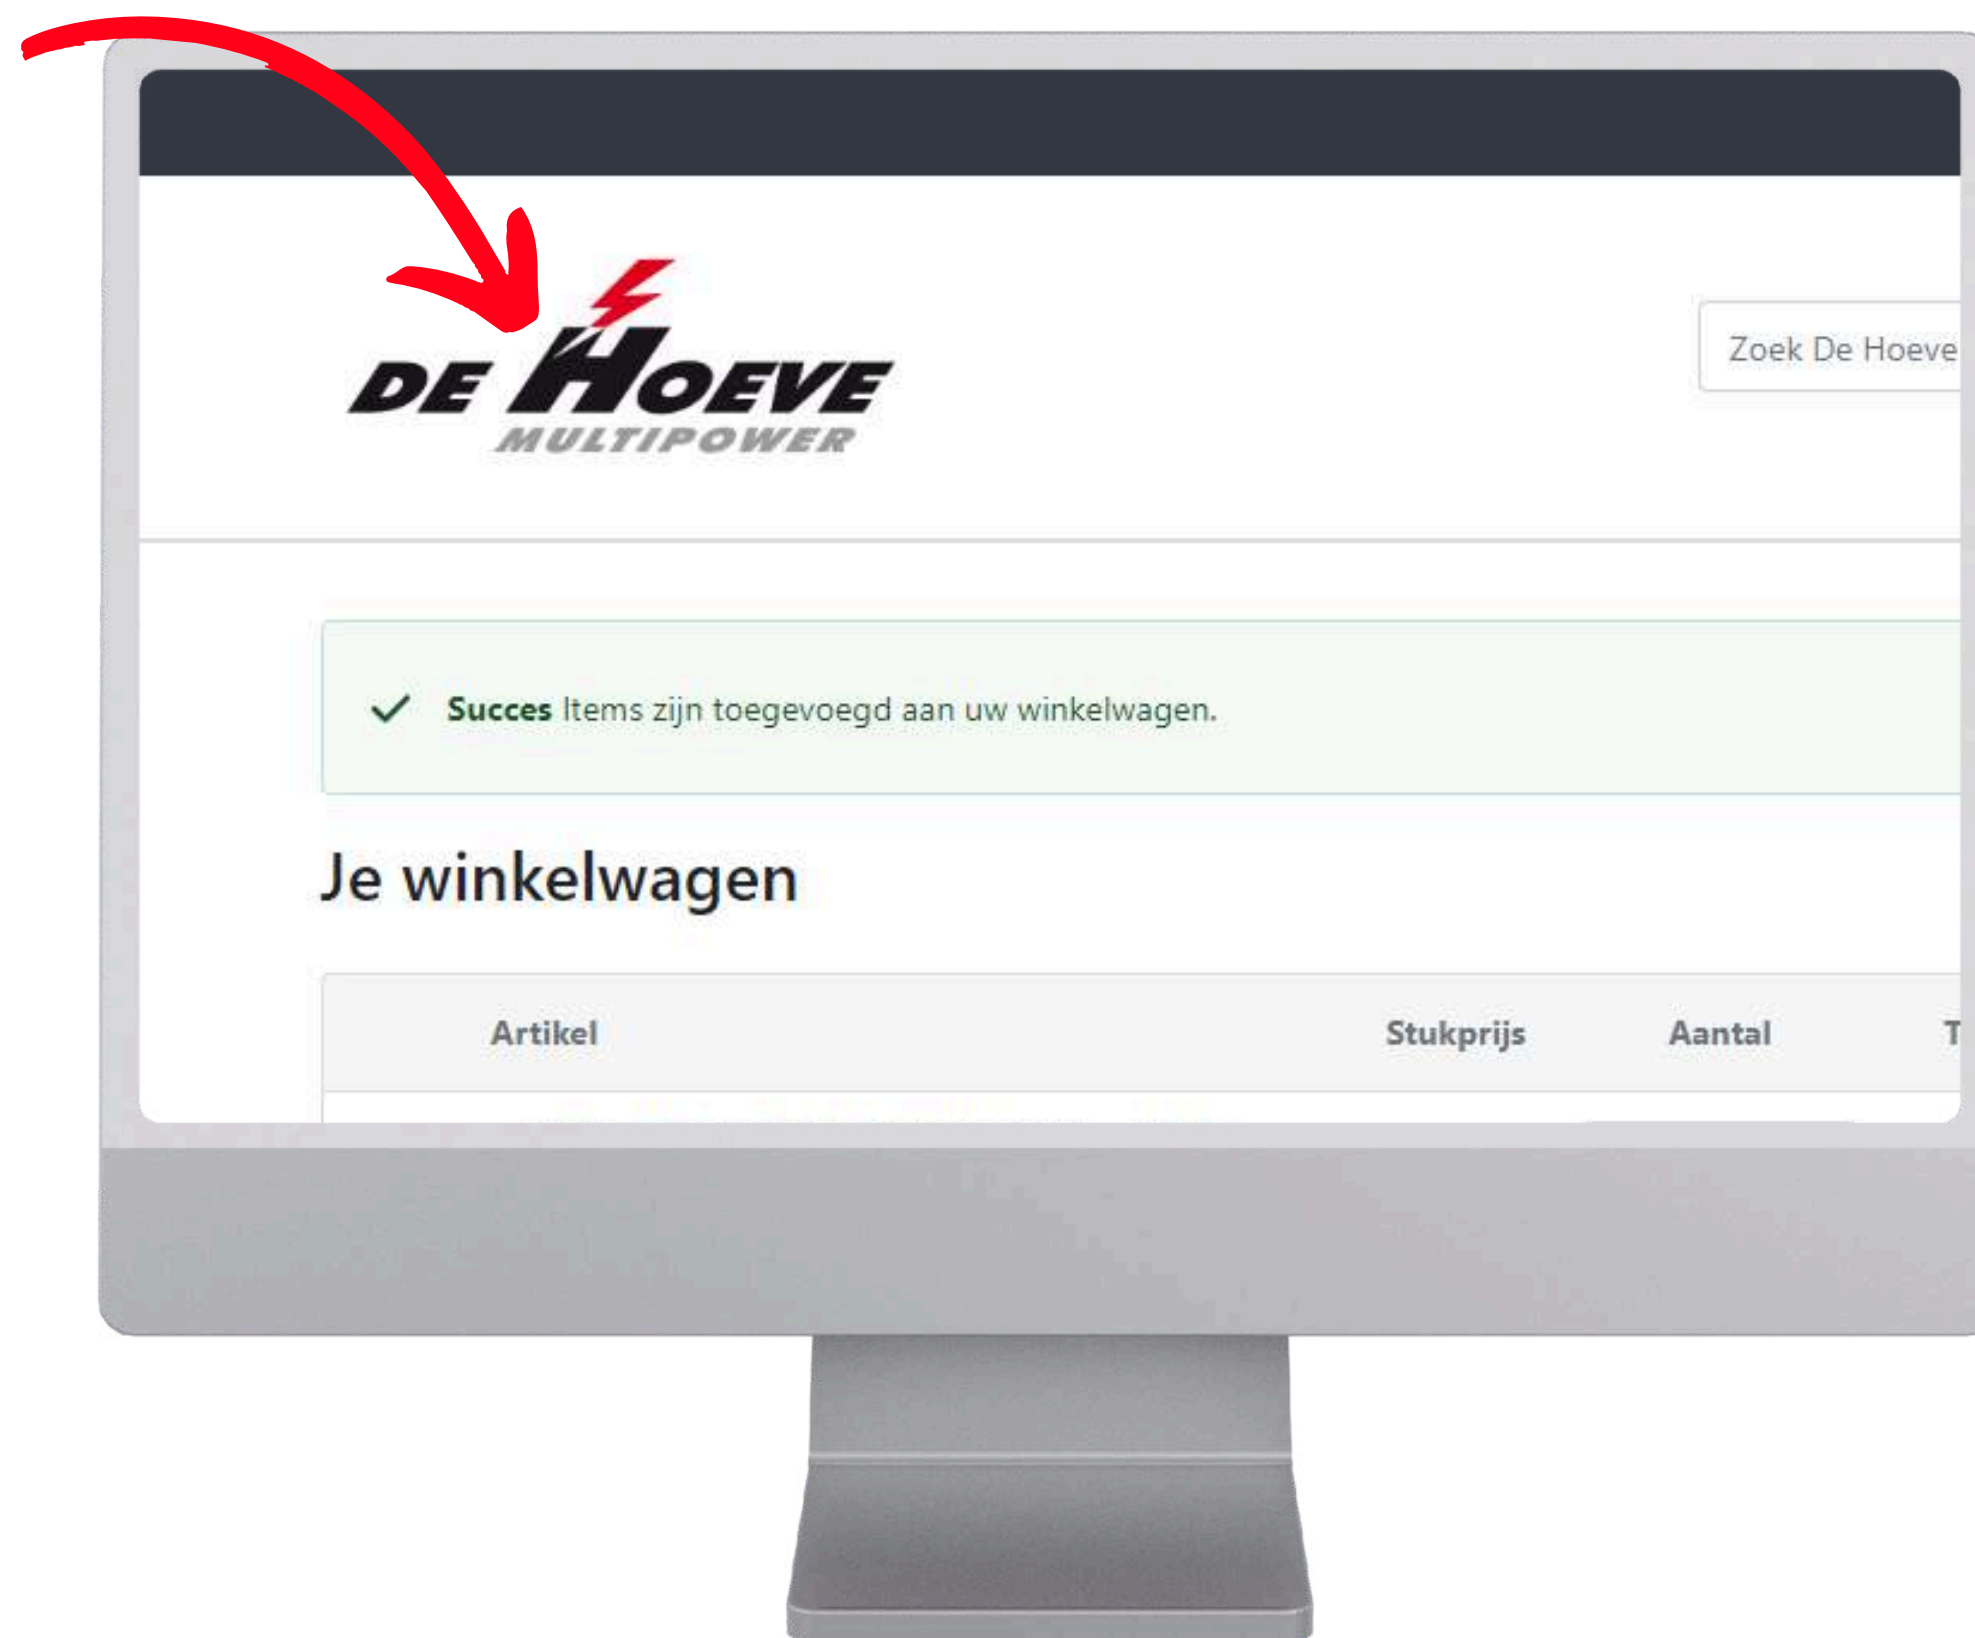 DE HOEVE
MULTIPOWER
Zoek De Hoeve
Succes Items zijn toegevoegd aan uw winkelwagen.
Je winkelwagen
Artikel Stukprijs Aantal T